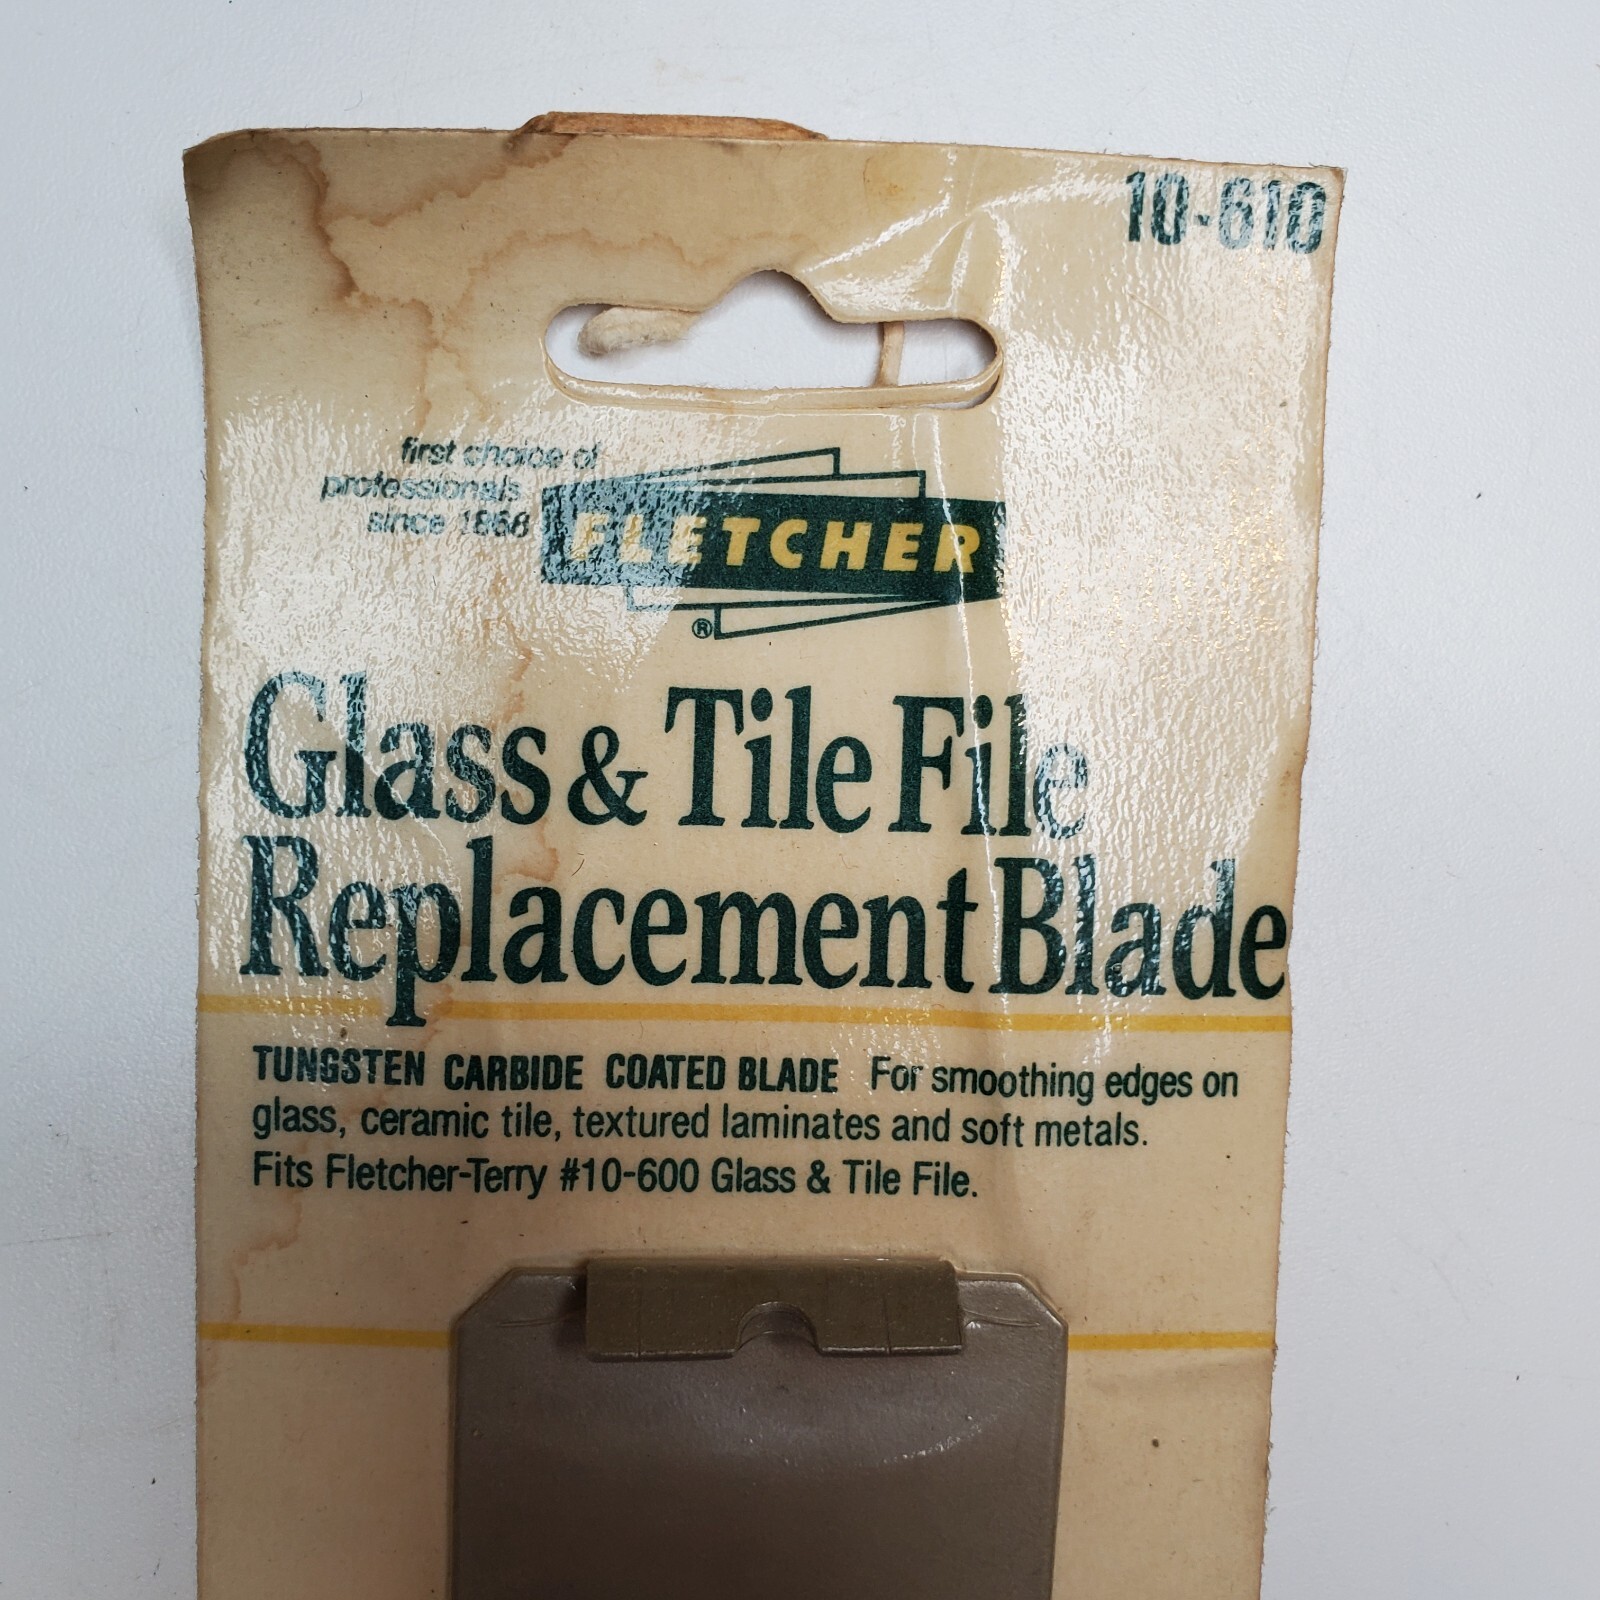 10-610
first choice of
professionals
since 1868
FLETCHER
®
Glass & Tile File
Replacement Blade
TUNGSTEN CARBIDE COATED BLADE For smoothing edges on
glass, ceramic tile, textured laminates and soft metals.
Fits Fletcher-Terry #10-600 Glass & Tile File.